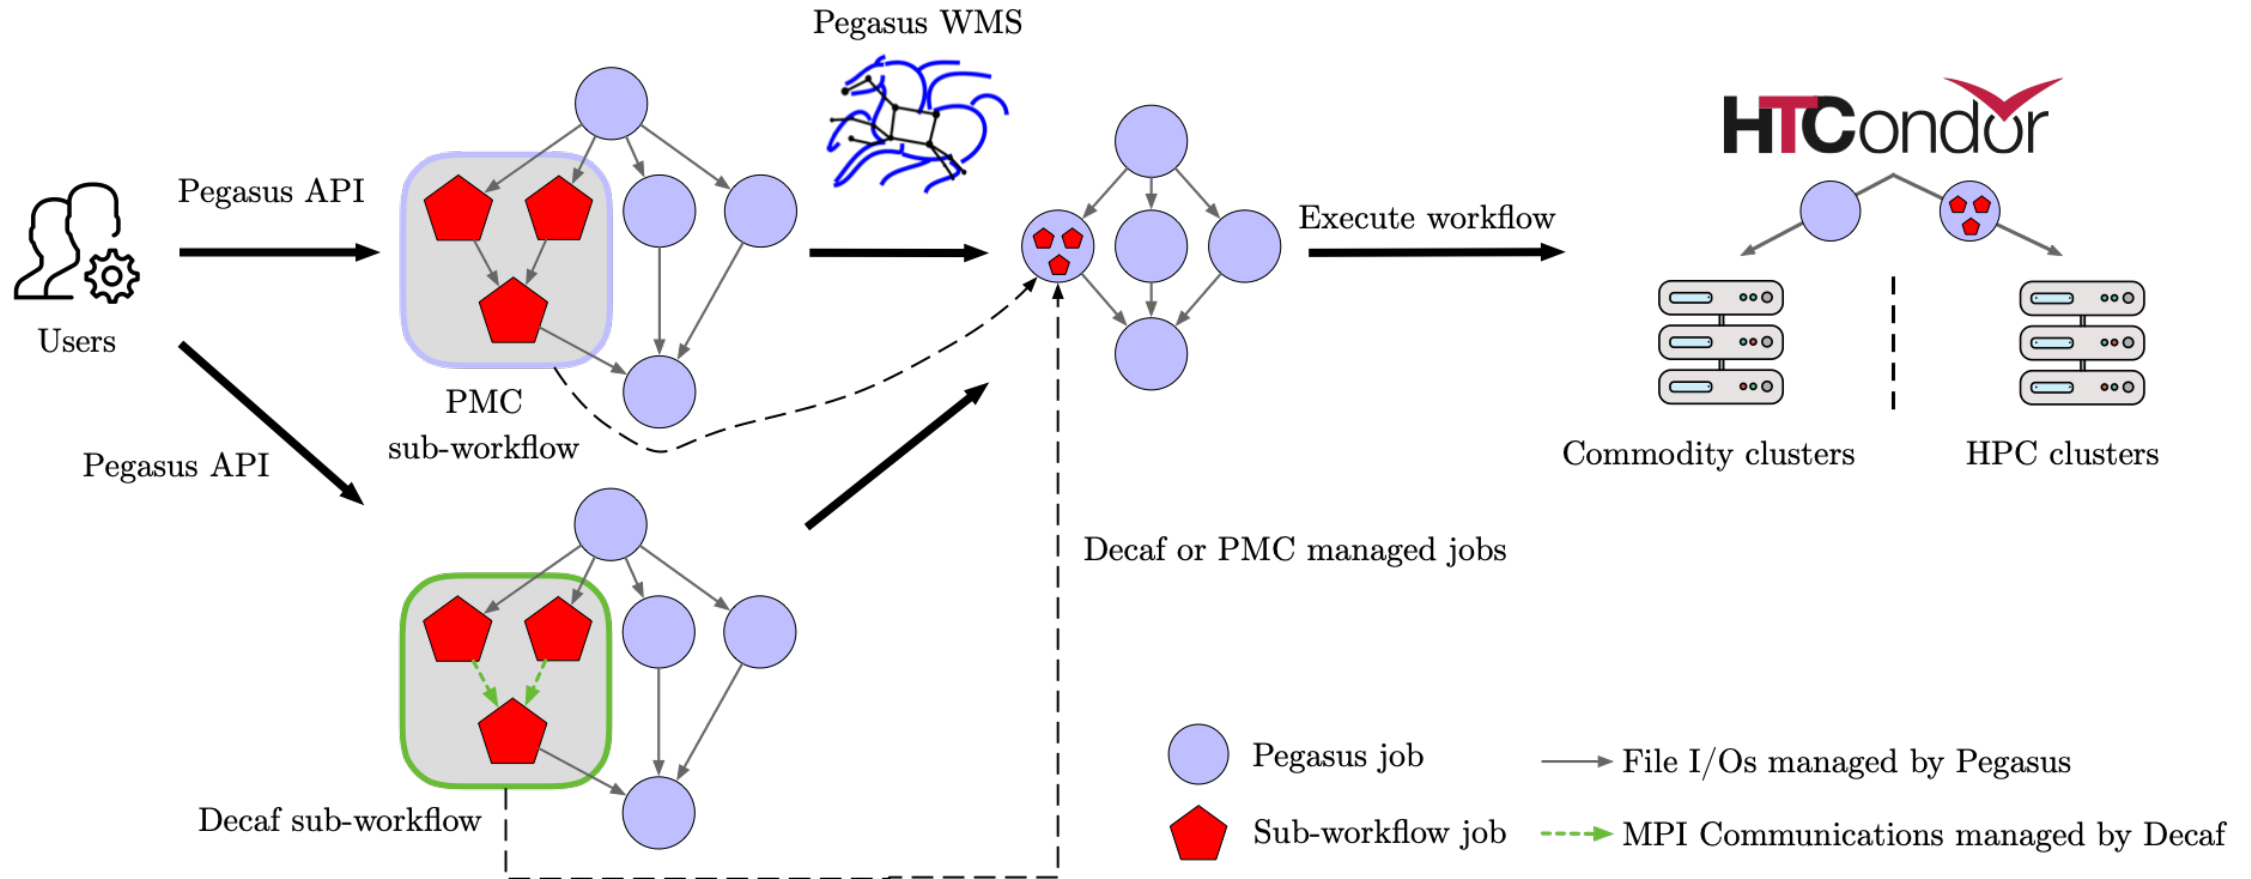 Pegasus WMS
HTCondor
Pegasus API
Execute workflow
Users
PMC
sub-workflow
Pegasus API
Commodity clusters
HPC clusters
Decaf or PMC managed jobs
Decaf sub-workflow
Pegasus job
File I/Os managed by Pegasus
Sub-workflow job
MPI Communications managed by Decaf